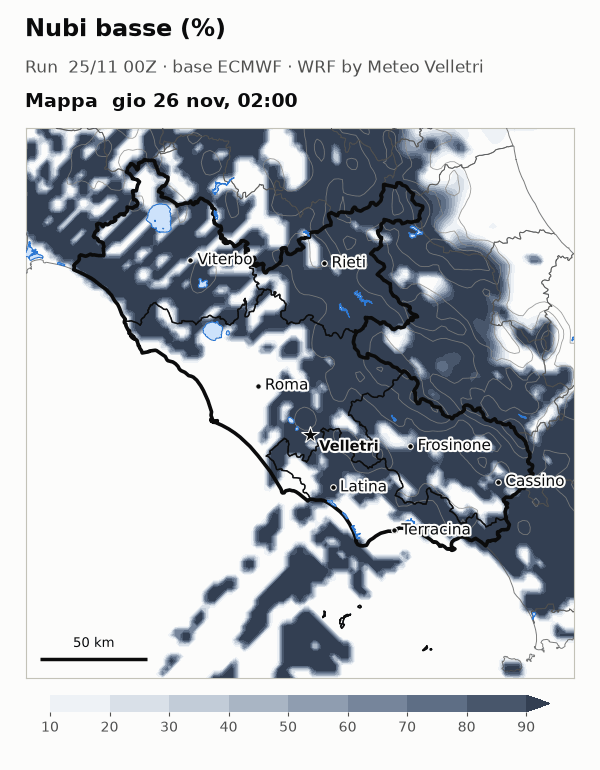 Nubi basse (%)
Run  25/11 00Z · base ECMWF · WRF by Meteo Velletri
Mappa  gio 26 nov, 02:00
Viterbo
Rieti
Roma
Velletri
Frosinone
Latina
Cassino
Terracina
50 km
10 20 30 40 50 60 70 80 90